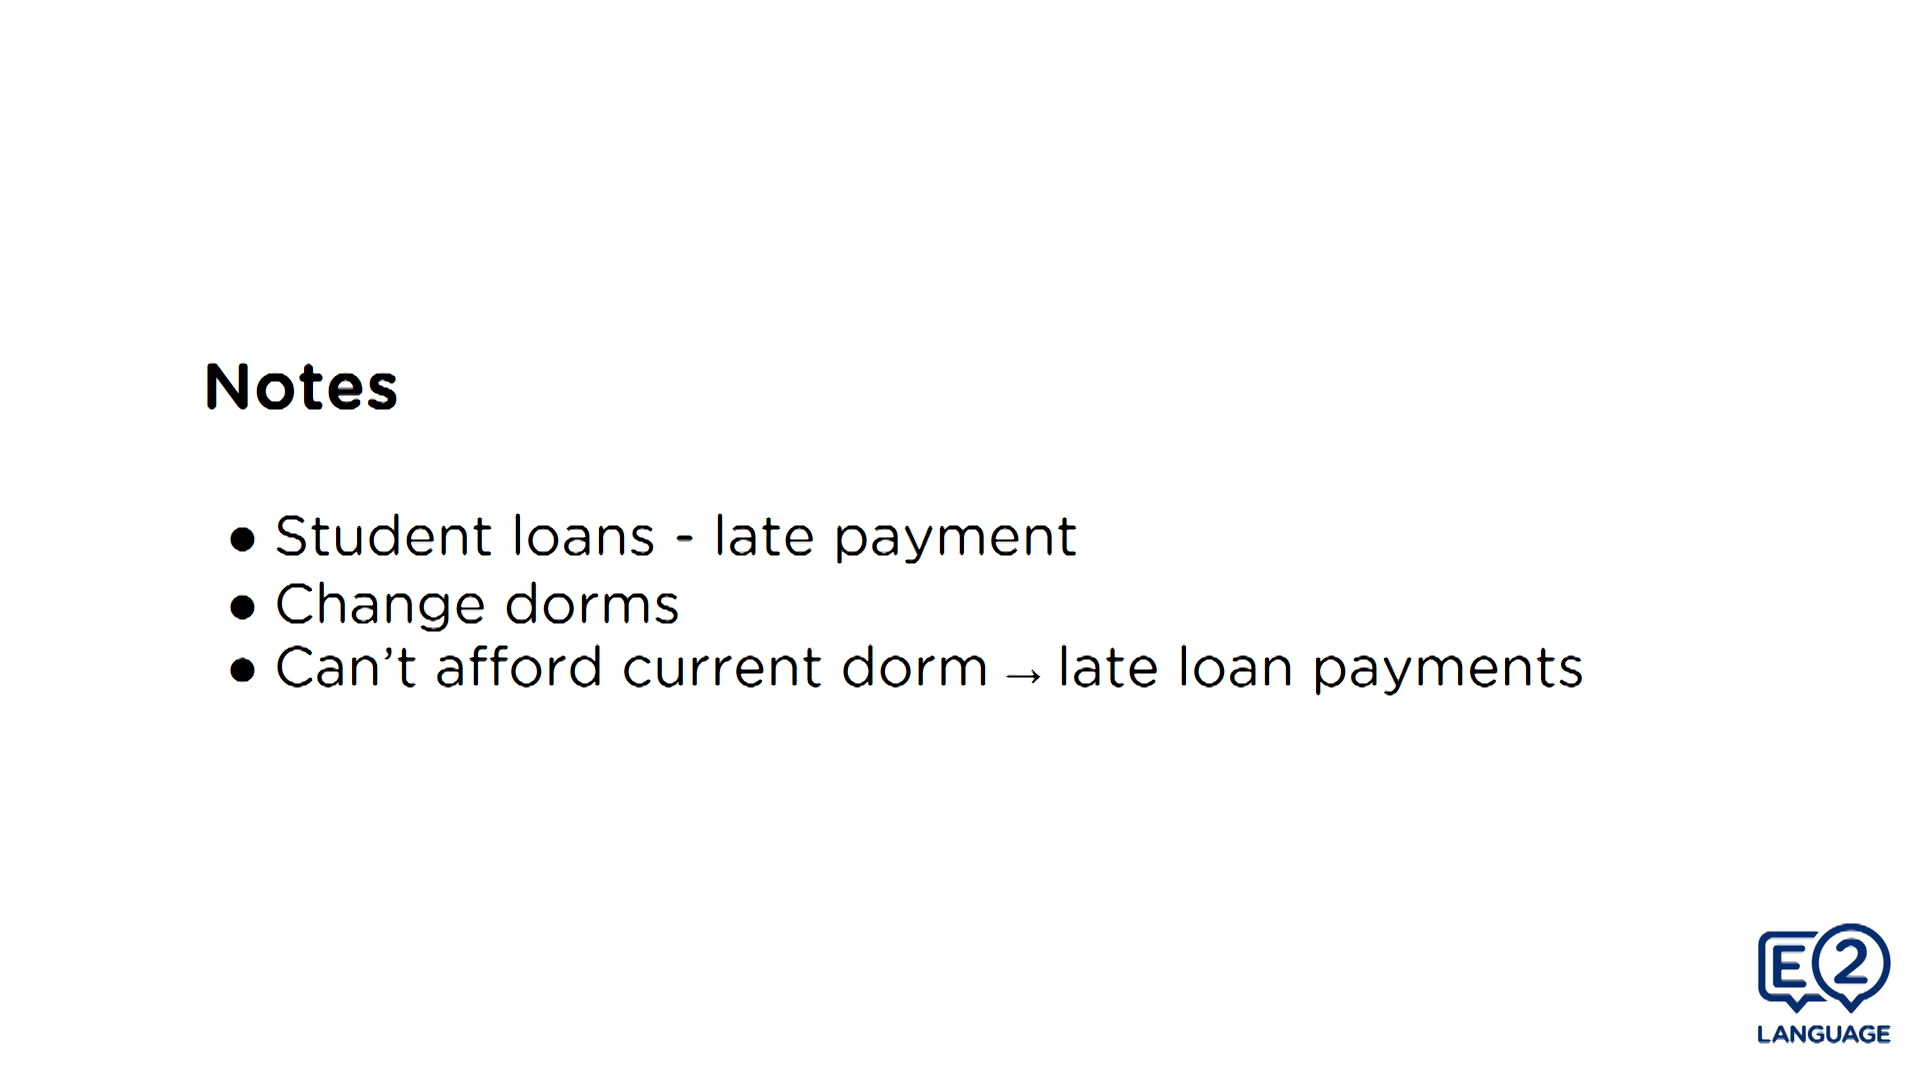 Notes
● Student loans - late payment
● Change dorms
● Can't afford current dorm → late loan payments
E2
LANGUAGE